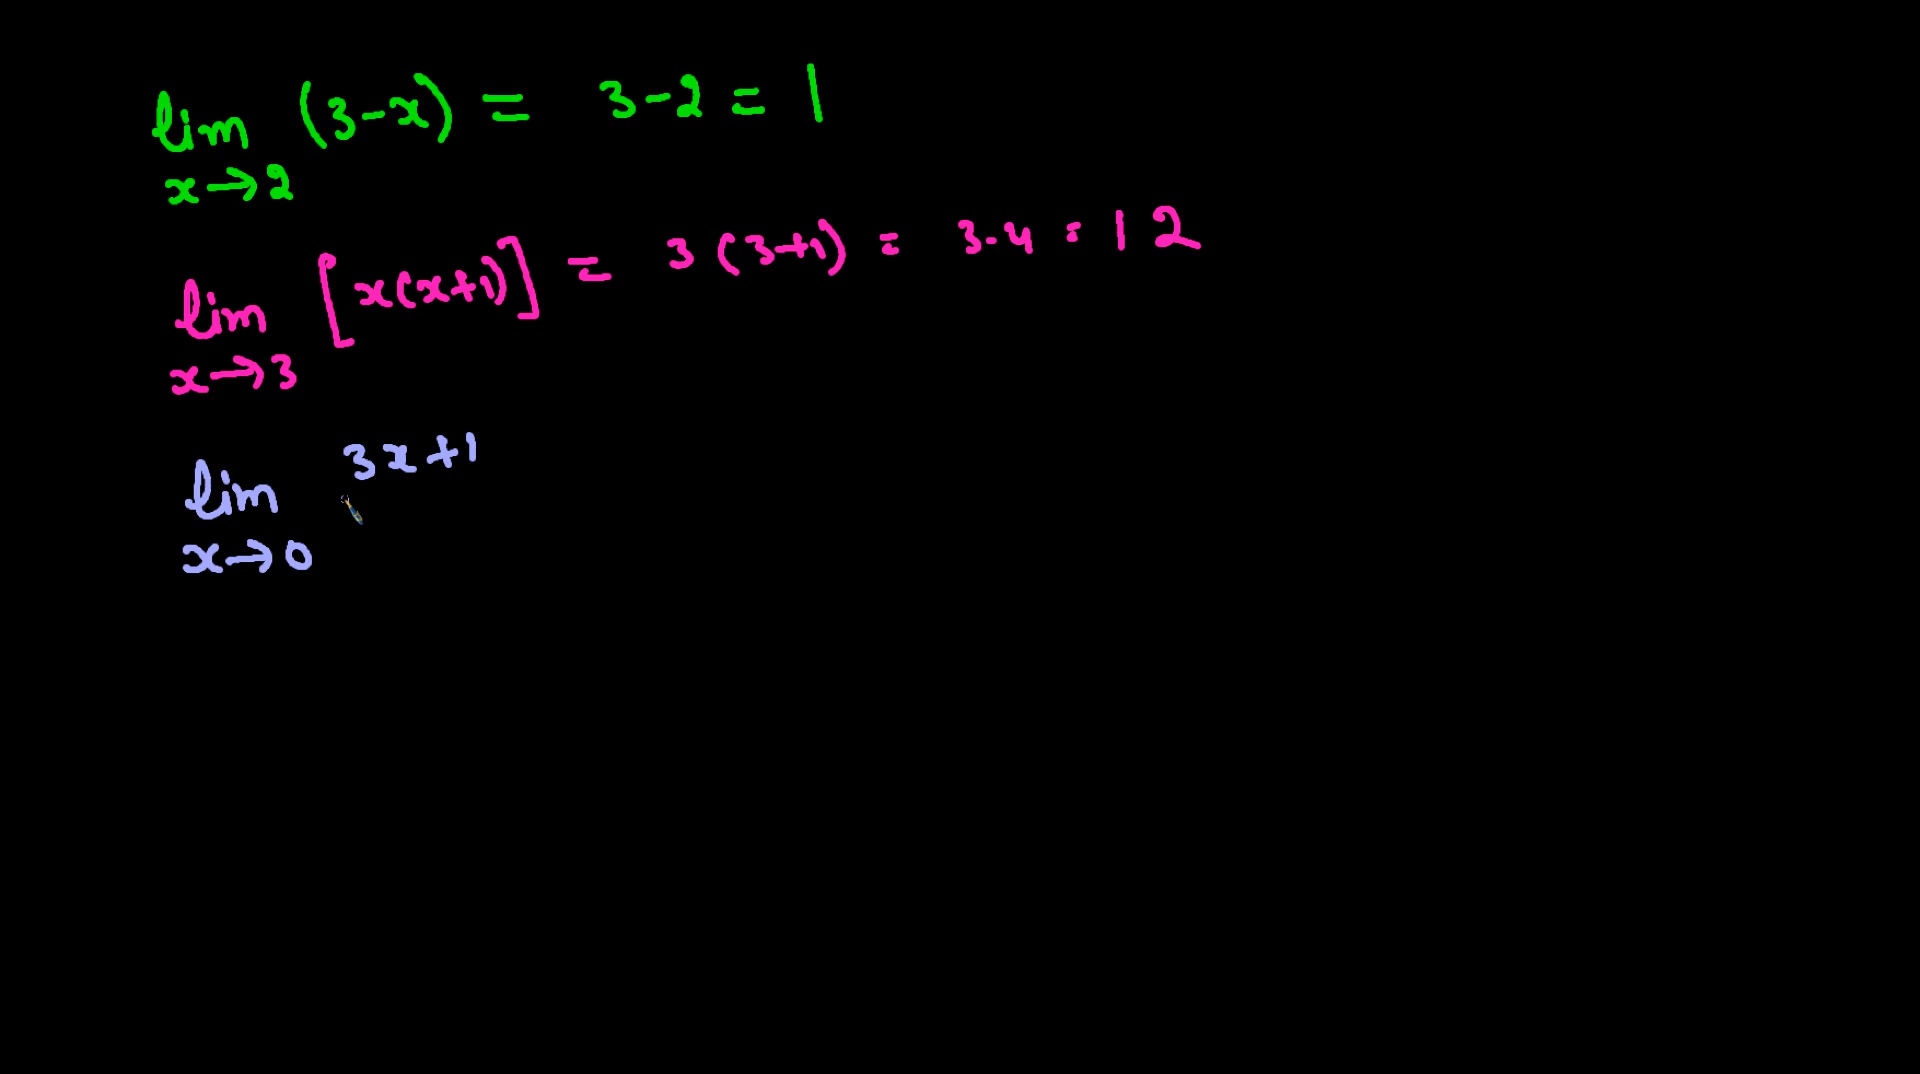 lim (3-x) = 3-2 = 1
x→2
lim [x(x+1)] = 3 (3+1) = 3·4 = 12
x→3
lim 3x+1
x→0